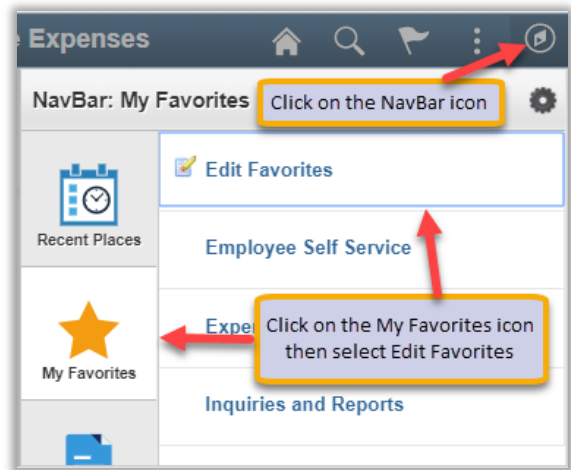 Expenses
NavBar: My Favorites
Click on the NavBar icon
Edit Favorites
Recent Places
Employee Self Service
Click on the My Favorites icon
then select Edit Favorites
My Favorites
Inquiries and Reports